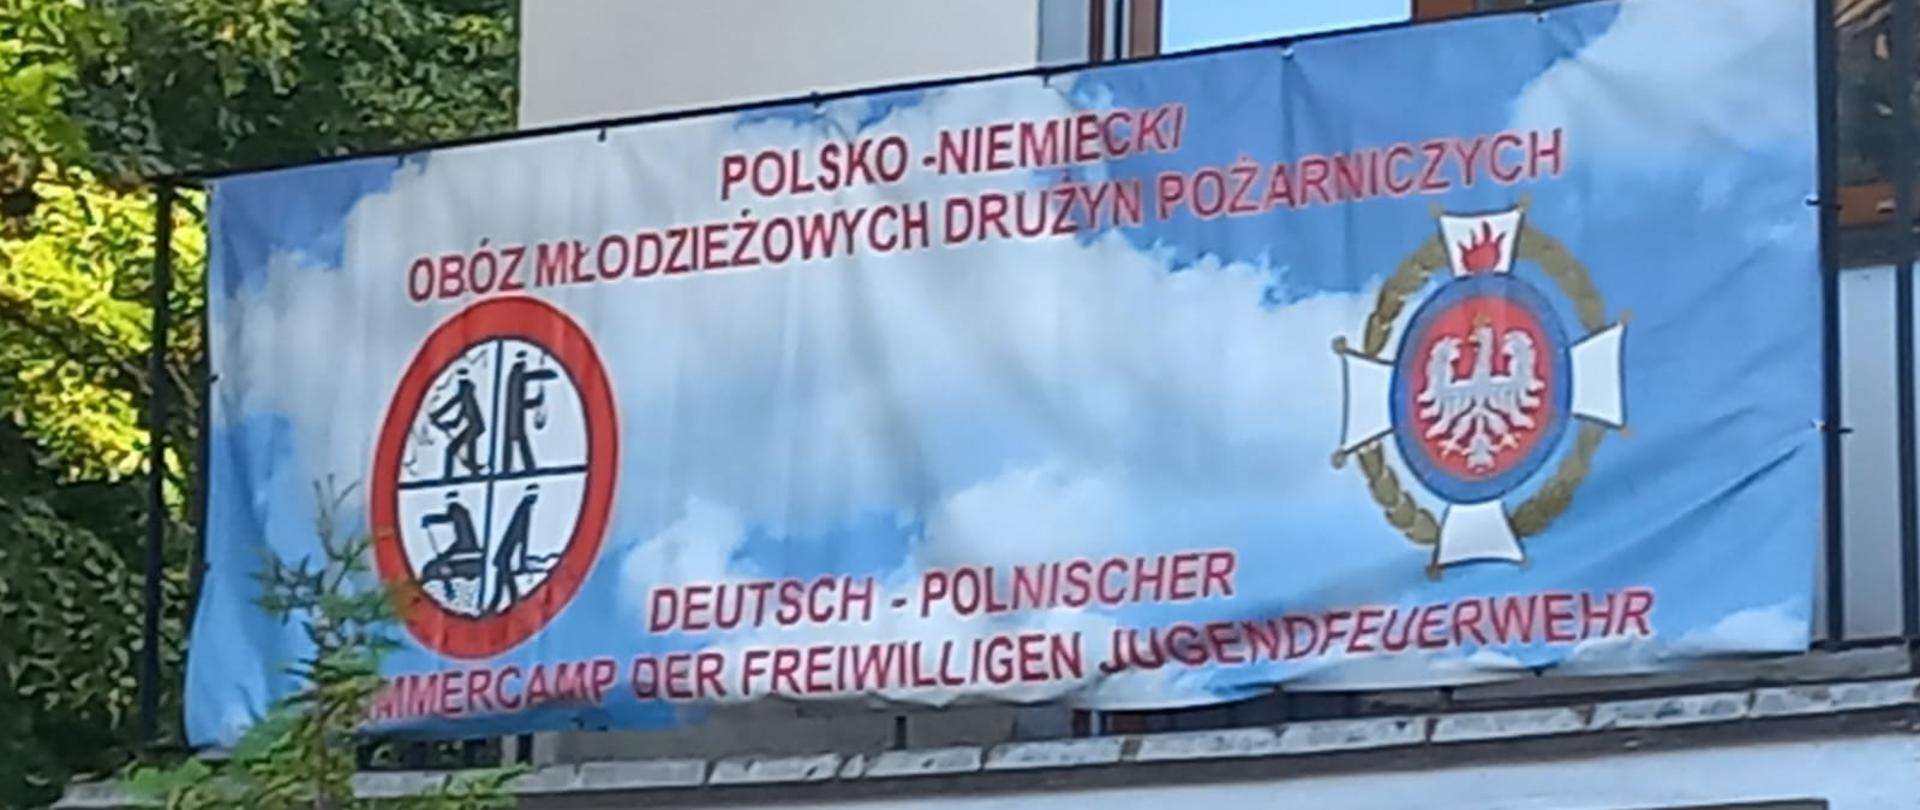 POLSKO -NIEMIECKI
OBÓZ MŁODZIEŻOWYCH DRUŻYN POŻARNICZYCH
DEUTSCH - POLNISCHER
DER FREIWILLIGEN JUGENDFEUERWEHR